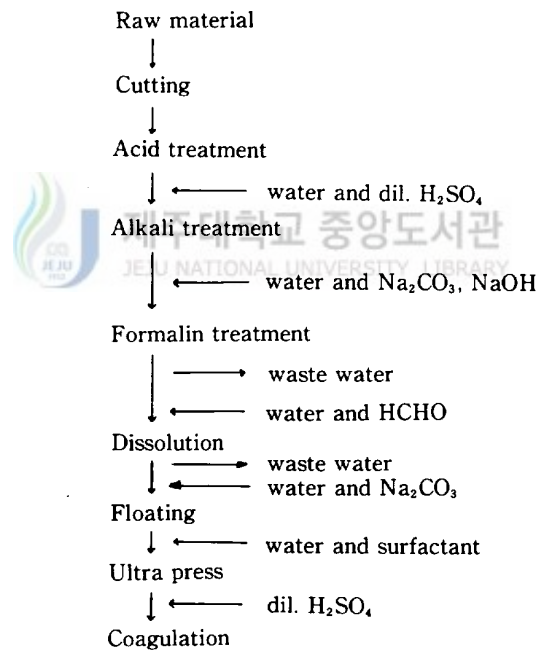 Raw material
Cutting
Acid treatment
water and dil. H₂SO₄
Alkali treatment
제주대학교 중앙도서관
JEJU NATIONAL UNIVERSITY LIBRARY
JEJU
1952
water and Na₂CO₃, NaOH
Formalin treatment
waste water
water and HCHO
Dissolution
waste water
water and Na₂CO₃
Floating
water and surfactant
Ultra press
dil. H₂SO₄
Coagulation